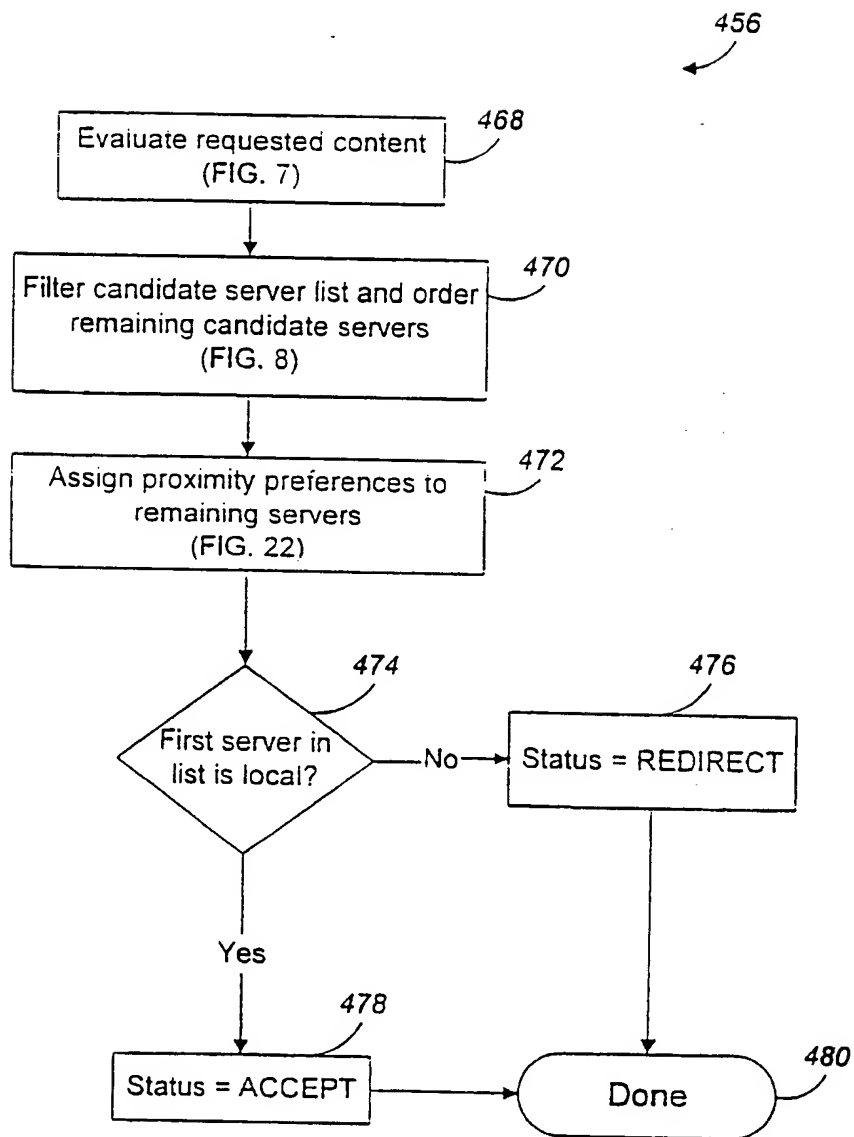 456
Evaluate requested content
(FIG. 7)
468
Filter candidate server list and order
remaining candidate servers
(FIG. 8)
470
Assign proximity preferences to
remaining servers
(FIG. 22)
472
First server in
list is local?
474
No
Status = REDIRECT
476
Yes
Status = ACCEPT
478
Done
480